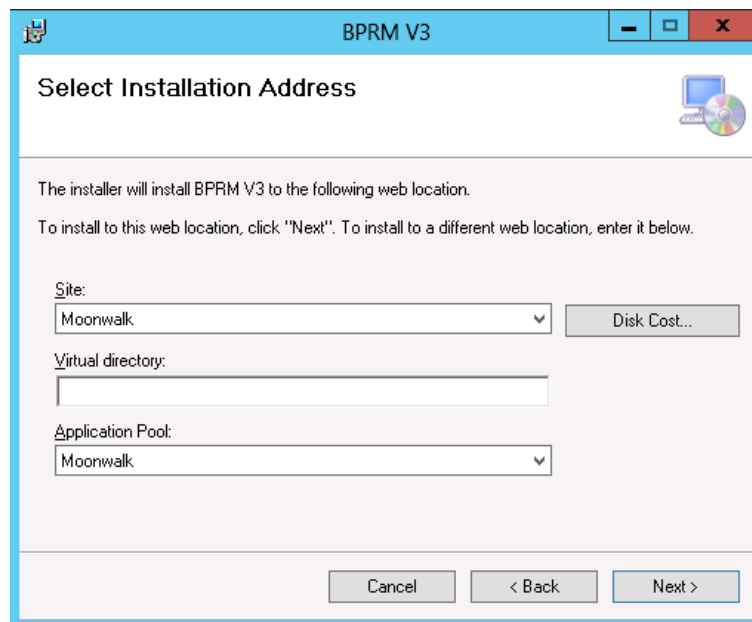 BPRM V3
Select Installation Address
The installer will install BPRM V3 to the following web location.
To install to this web location, click "Next". To install to a different web location, enter it below.
Site:
Moonwalk
Disk Cost...
Virtual directory:
Application Pool:
Moonwalk
Cancel
< Back
Next >